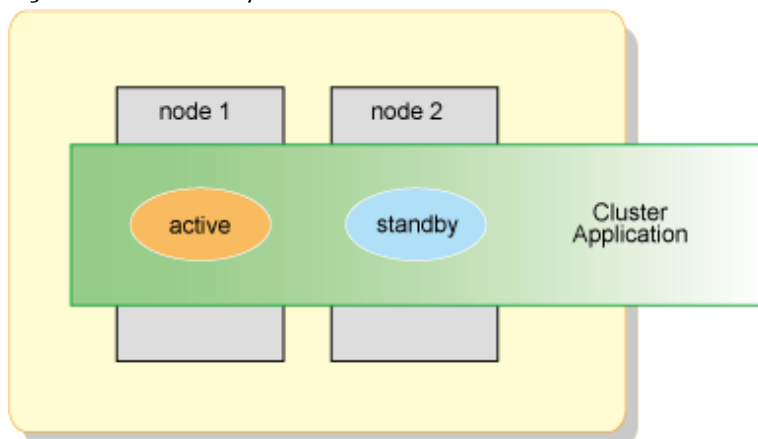 node 1
node 2
active
standby
Cluster
Application